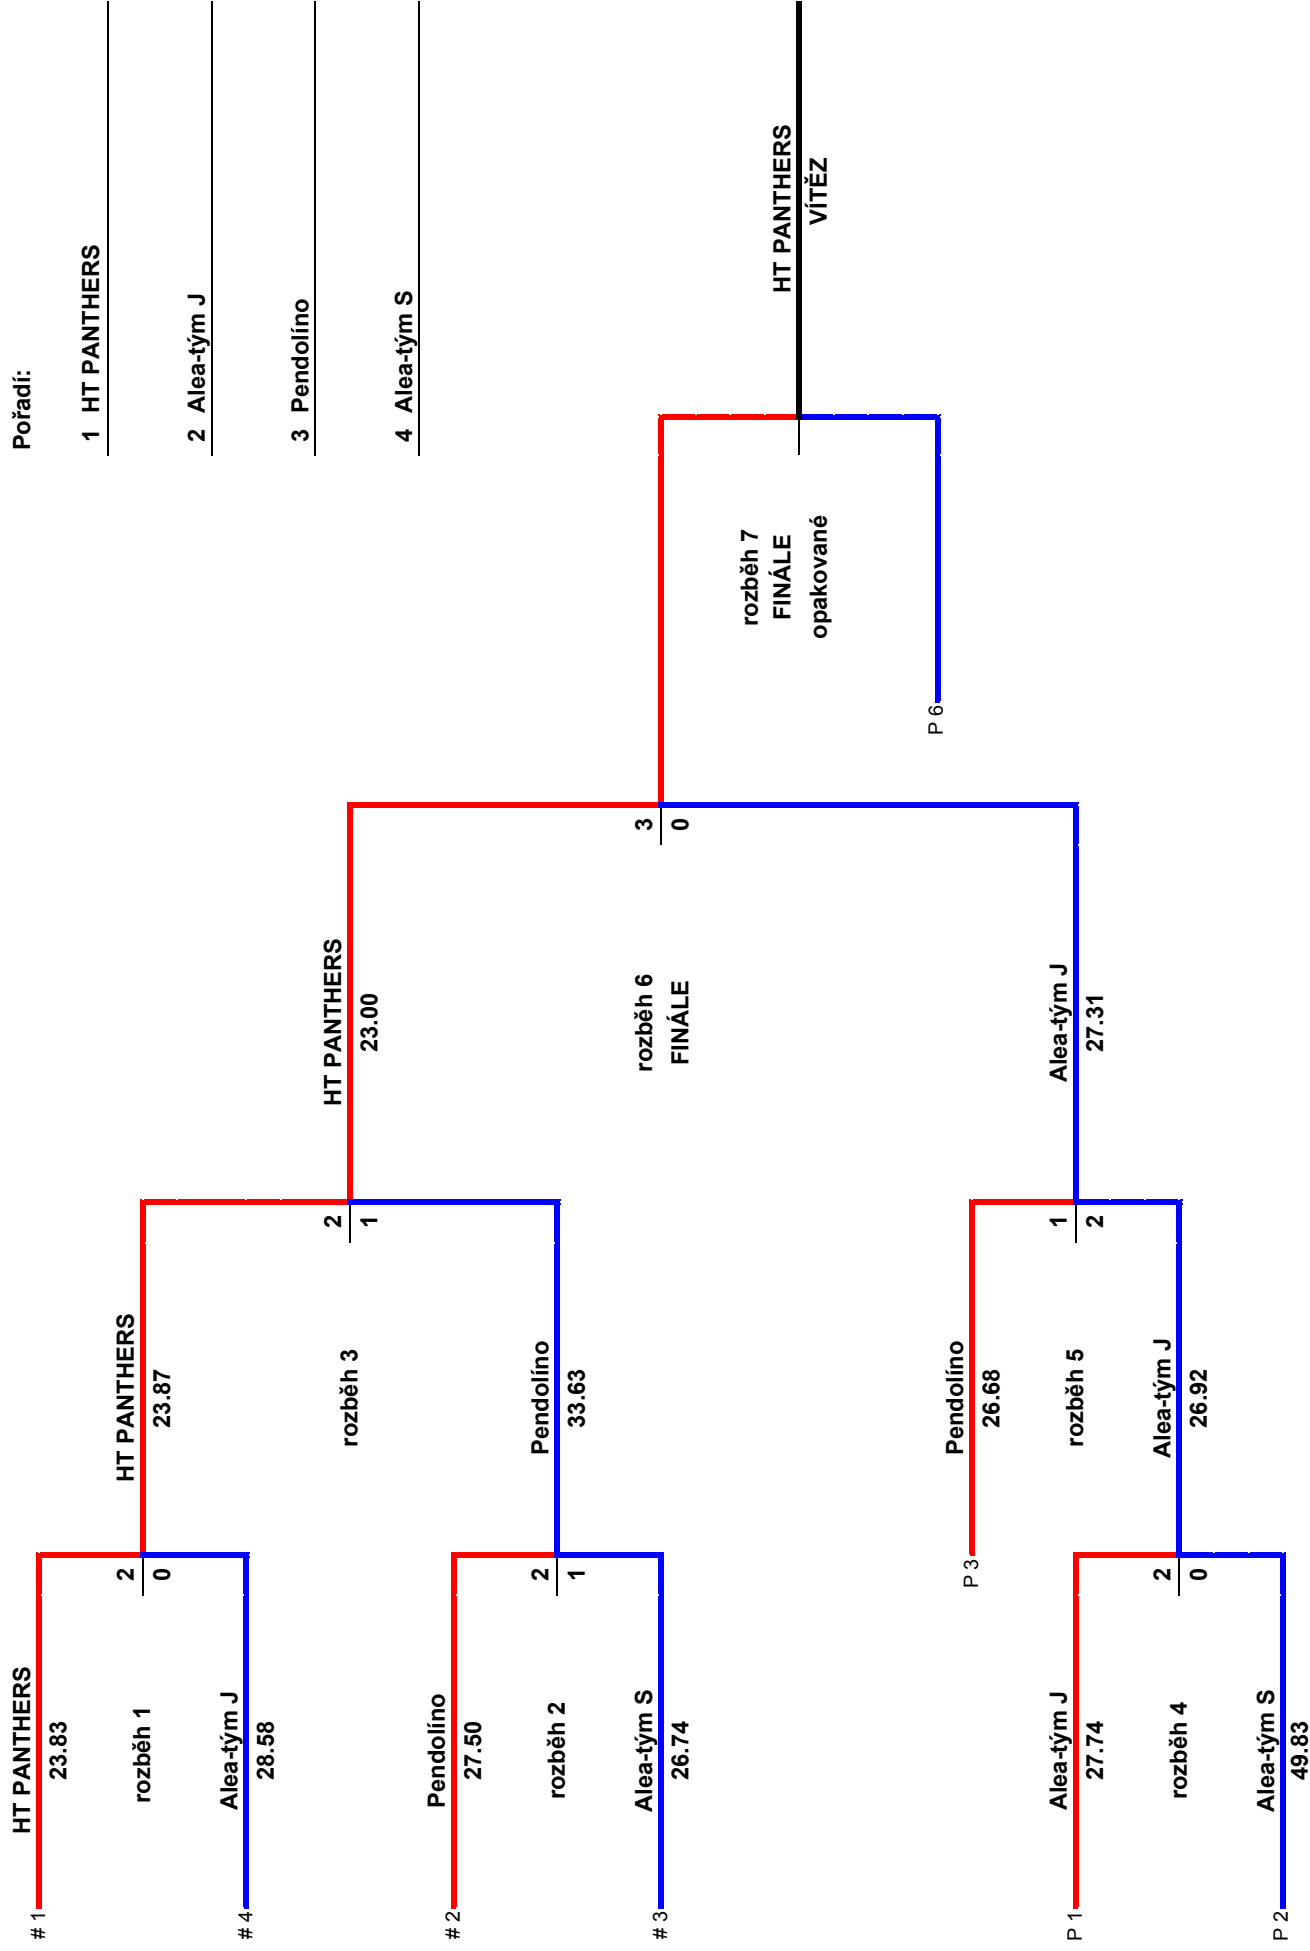 Pořadí:
1 HT PANTHERS
2 Alea-tým J
3 Pendolíno
4 Alea-tým S
# 1
HT PANTHERS
23.83
rozběh 1
2
0
# 4
Alea-tým J
28.58
# 2
Pendolíno
27.50
rozběh 2
2
1
# 3
Alea-tým S
26.74
HT PANTHERS
23.87
rozběh 3
2
1
Pendolíno
33.63
P 1
Alea-tým J
27.74
rozběh 4
2
0
P 2
Alea-tým S
49.83
P 3
Pendolíno
26.68
rozběh 5
1
2
Alea-tým J
26.92
HT PANTHERS
23.00
rozběh 6
FINÁLE
3
0
Alea-tým J
27.31
rozběh 7
FINÁLE
opakované
P 6
HT PANTHERS
VÍTĚZ